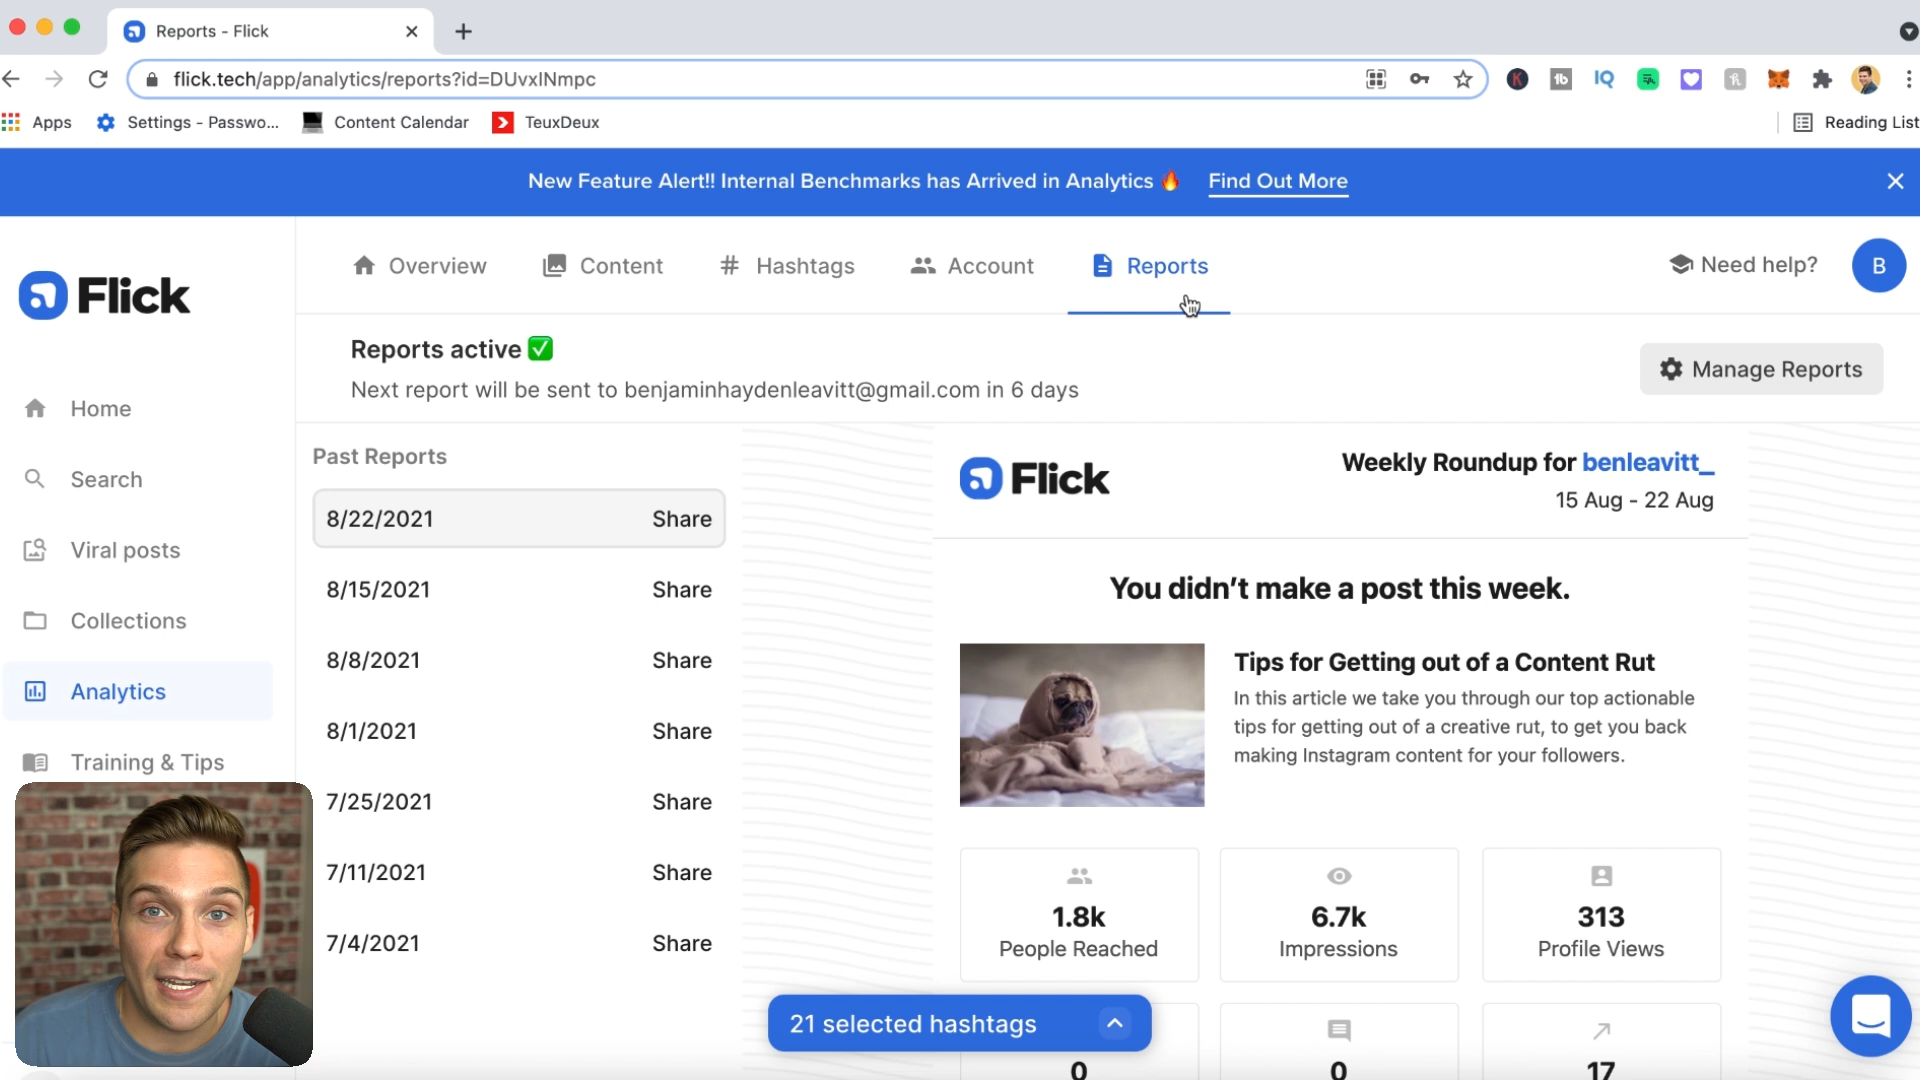 Reports - Flick
flick.tech/app/analytics/reports?id=DUvxINmpc
Apps
Settings - Passwo...
Content Calendar
TeuxDeux
Reading List
New Feature Alert!! Internal Benchmarks has Arrived in Analytics 🔥 Find Out More
Flick
Overview
Content
Hashtags
Account
Reports
Need help?
B
Reports active ✅
Next report will be sent to benjaminhaydenleavitt@gmail.com in 6 days
Manage Reports
Home
Search
Viral posts
Collections
Analytics
Training & Tips
Past Reports
8/22/2021 Share
8/15/2021 Share
8/8/2021 Share
8/1/2021 Share
7/25/2021 Share
7/11/2021 Share
7/4/2021 Share
Flick
Weekly Roundup for benleavitt_
15 Aug - 22 Aug
You didn't make a post this week.
Tips for Getting out of a Content Rut
In this article we take you through our top actionable
tips for getting out of a creative rut, to get you back
making Instagram content for your followers.
1.8k
People Reached
6.7k
Impressions
313
Profile Views
21 selected hashtags
0
0
17